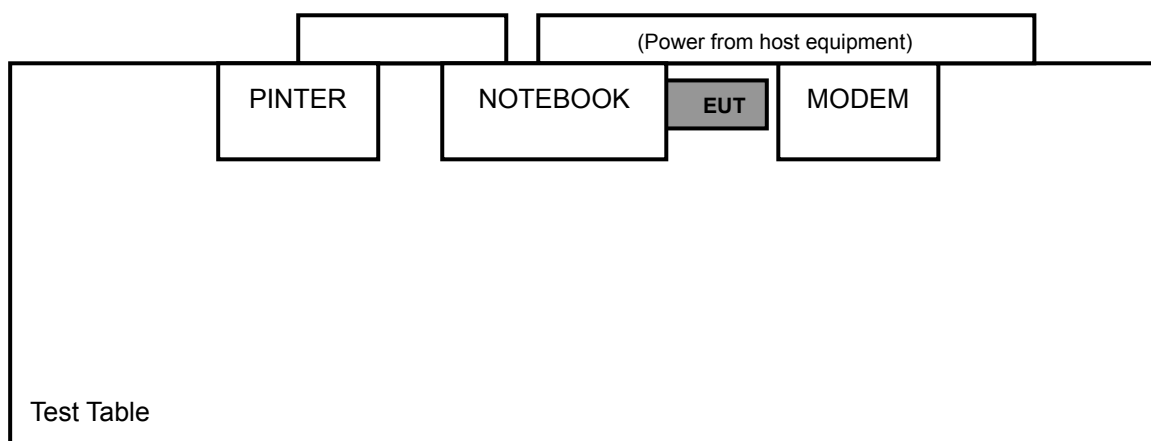 (Power from host equipment)
PINTER
NOTEBOOK
EUT
MODEM
Test Table